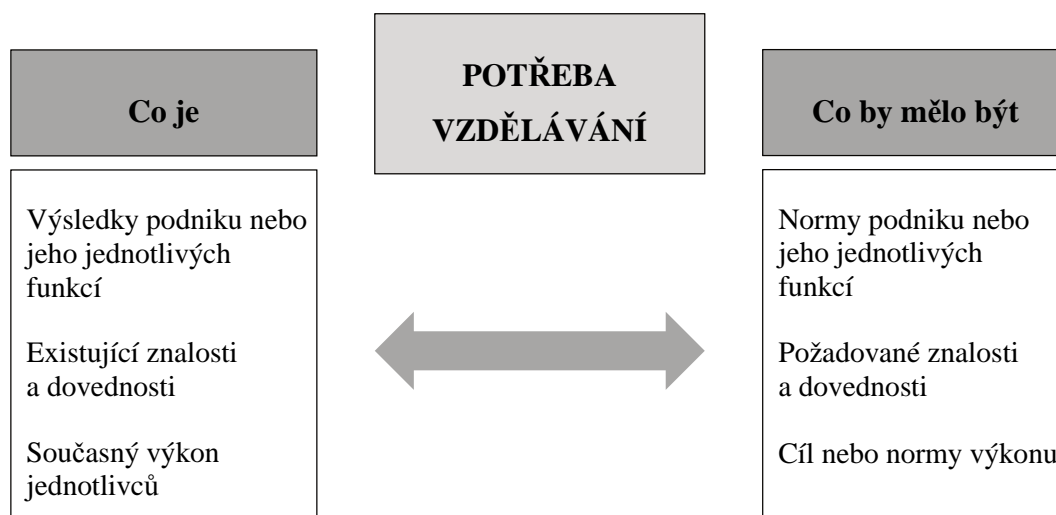 Co je
Výsledky podniku nebo
jeho jednotlivých
funkcí
Existující znalosti
a dovednosti
Současný výkon
jednotlivců
POTŘEBA
VZDĚLÁVÁNÍ
Co by mělo být
Normy podniku nebo
jeho jednotlivých
funkcí
Požadované znalosti
a dovednosti
Cíl nebo normy výkonu